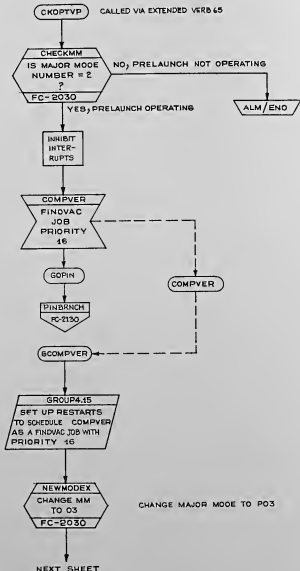 CKOPTVP
CALLED VIA EXTENDED VERB 65
CHECKMM
IS MAJOR MODE
NUMBER = 2
?
FC-2030
NO, PRELAUNCH NOT OPERATING
ALM/END
YES, PRELAUNCH OPERATING
INHIBIT
INTER-
RUPTS
COMPVER
FINDVAC
JOB
PRIORITY
16
GOPIN
COMPVER
PINBRNCH
FC-2130
GCOMPVER
GROUP4.15
SET UP RESTARTS
TO SCHEDULE COMPVER
AS A FINDVAC JOB WITH
PRIORITY 16
NEWMODEX
CHANGE MM
TO 03
FC-2030
CHANGE MAJOR MODE TO P03
NEXT SHEET